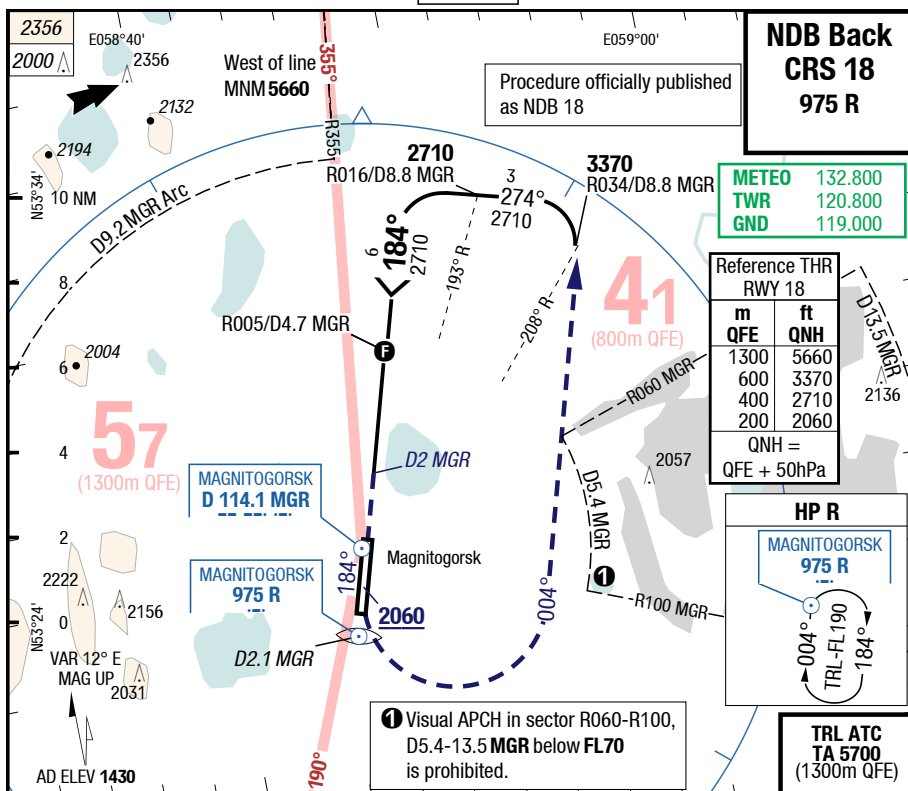 2356
2000
E058°40'
2356
West of line
MNM 5660
355°
R355
E059°00'
Procedure officially published
as NDB 18
NDB Back
CRS 18
975 R
2132
2194
N53°34'
10 NM
D9.2 MGR Arc
2710
R016/D8.8 MGR
3
274°
2710
3370
R034/D8.8 MGR
METEO 132.800
TWR 120.800
GND 119.000
6
184°
2710
193° R
208° R
41
(800m QFE)
Reference THR
RWY 18
m ft
QFE QNH
1300 5660
600 3370
400 2710
200 2060
QNH =
QFE + 50hPa
D13.5 MGR
2136
8
R005/D4.7 MGR
F
2004
6
R060 MGR
57
(1300m QFE)
4
D2 MGR
2057
D5.4 MGR
MAGNITOGORSK
D 114.1 MGR
2
Magnitogorsk
184°
MAGNITOGORSK
975 R
2060
004°
1
R100 MGR
HP R
MAGNITOGORSK
975 R
004°
TRL-FL190
184°
2222
2156
0
N53°24'
D2.1 MGR
VAR 12° E
MAG UP
2031
AD ELEV 1430
190°
1 Visual APCH in sector R060-R100,
D5.4-13.5 MGR below FL70
is prohibited.
TRL ATC
TA 5700
(1300m QFE)